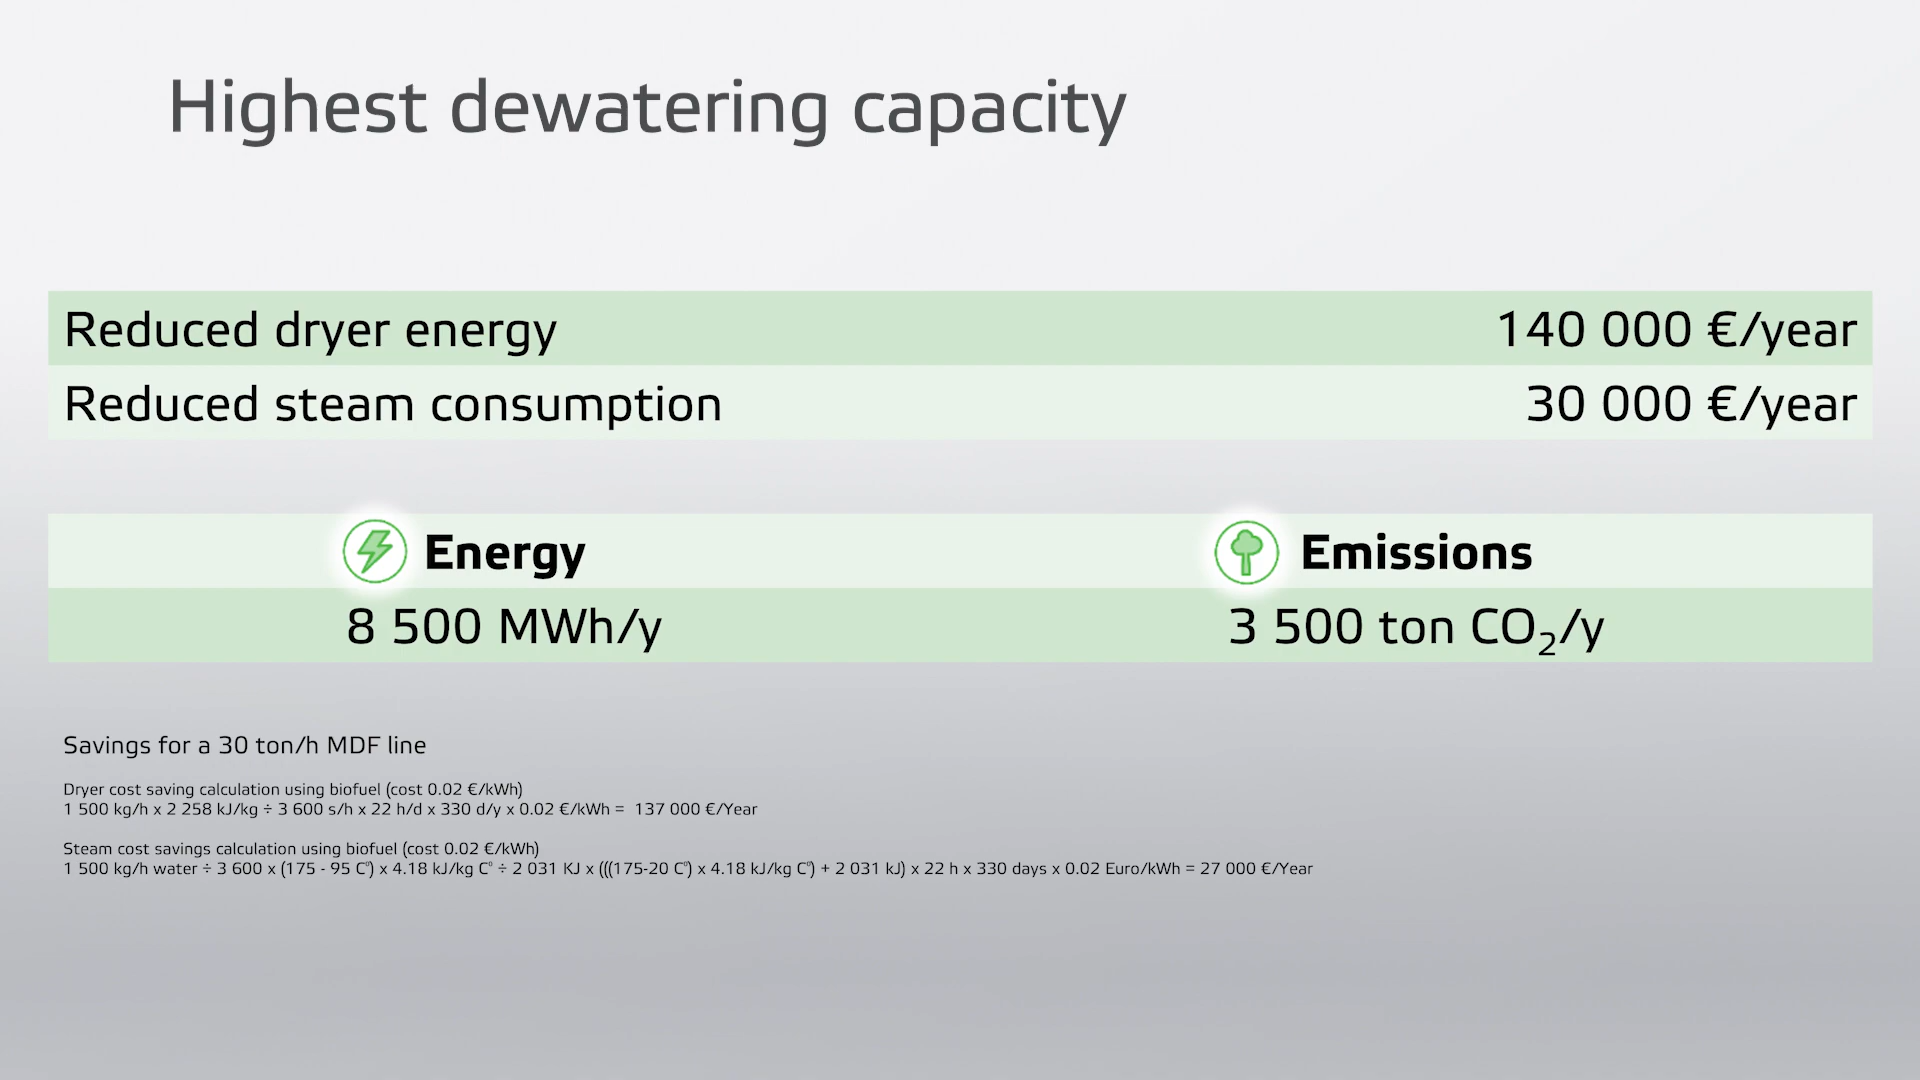 Highest dewatering capacity
Reduced dryer energy 140 000 €/year
Reduced steam consumption 30 000 €/year
Energy Emissions
8 500 MWh/y 3 500 ton CO₂/y
Savings for a 30 ton/h MDF line
Dryer cost saving calculation using biofuel (cost 0.02 €/kWh)
1 500 kg/h x 2 258 kJ/kg ÷ 3 600 s/h x 22 h/d x 330 d/y x 0.02 €/kWh = 137 000 €/Year
Steam cost savings calculation using biofuel (cost 0.02 €/kWh)
1 500 kg/h water ÷ 3 600 x (175 - 95 C°) x 4.18 kJ/kg C° ÷ 2 031 KJ x (((175-20 C°) x 4.18 kJ/kg C°) + 2 031 kJ) x 22 h x 330 days x 0.02 Euro/kWh = 27 000 €/Year